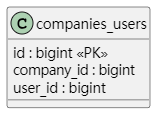 C companies_users
id : bigint «PK»
company_id : bigint
user_id : bigint